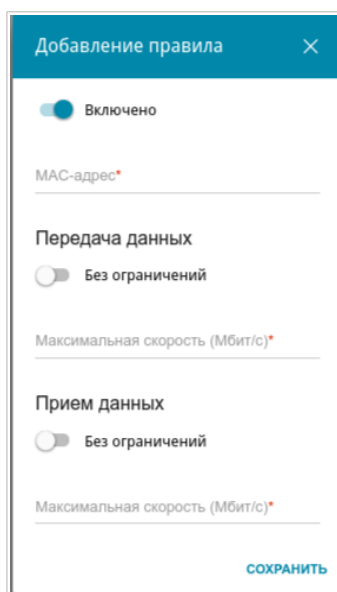 Добавление правила
Включено
MAC-адрес*
Передача данных
Без ограничений
Максимальная скорость (Мбит/с)*
Прием данных
Без ограничений
Максимальная скорость (Мбит/с)*
СОХРАНИТЬ